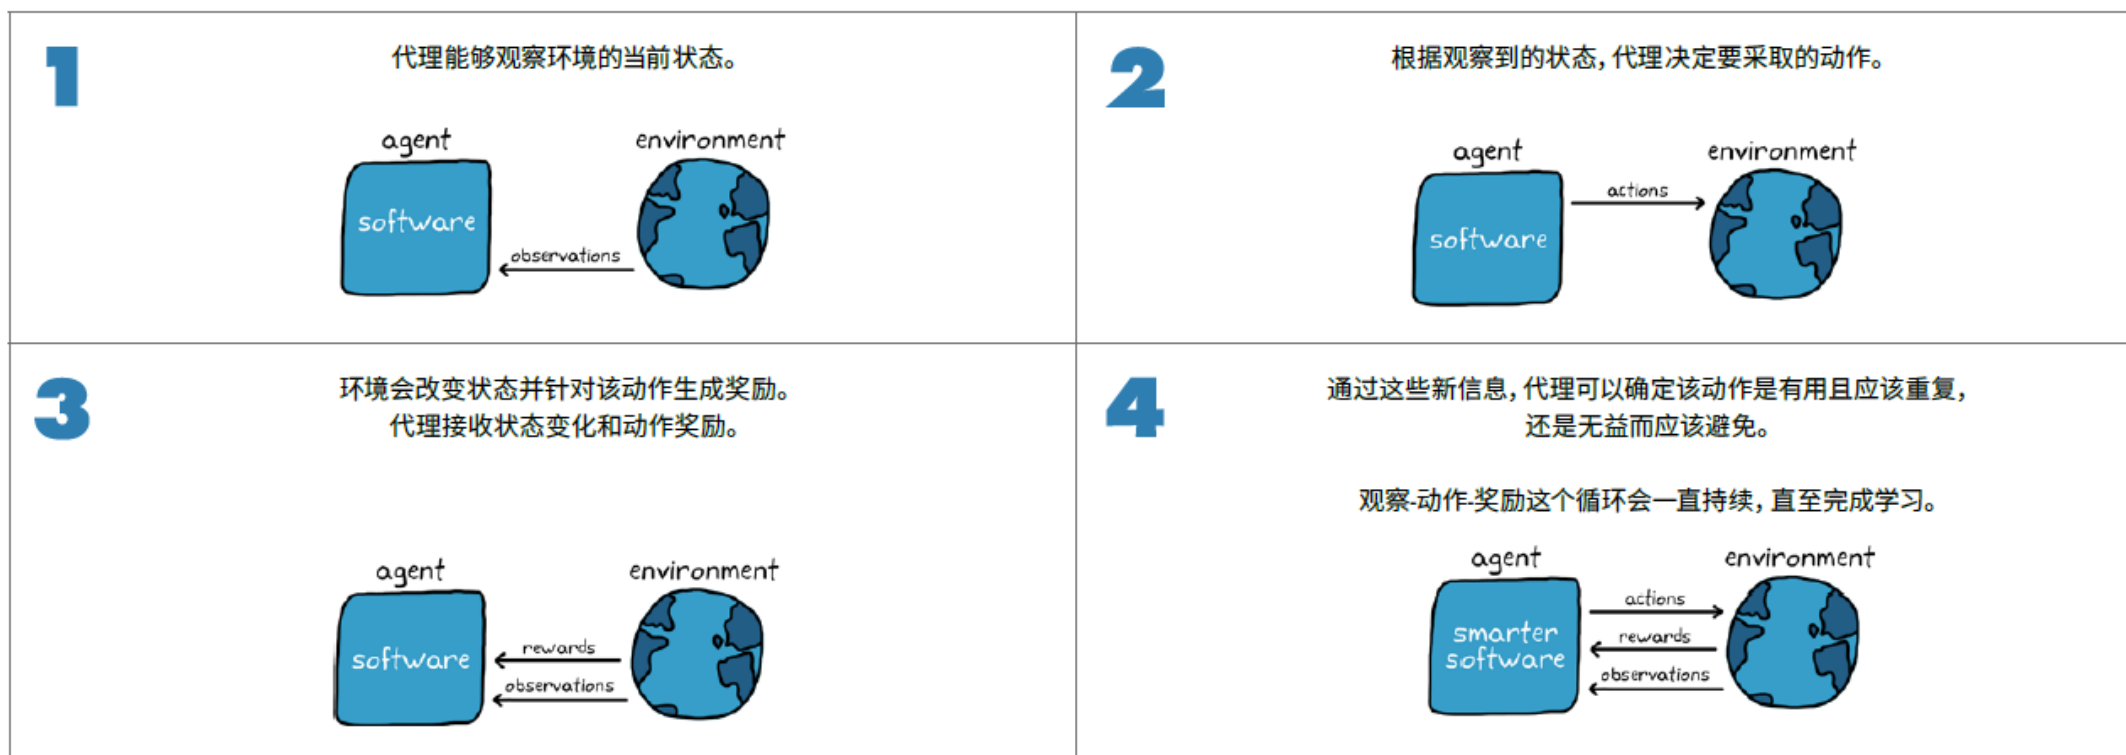 1
代理能够观察环境的当前状态。
agent
environment
software
observations
2
根据观察到的状态，代理决定要采取的动作。
agent
environment
actions
software
3
环境会改变状态并针对该动作生成奖励。
代理接收状态变化和动作奖励。
agent
environment
rewards
software
observations
4
通过这些新信息，代理可以确定该动作是有用且应该重复，
还是无益而应该避免。
观察-动作-奖励这个循环会一直持续，直至完成学习。
agent
environment
actions
smarter
software
rewards
observations